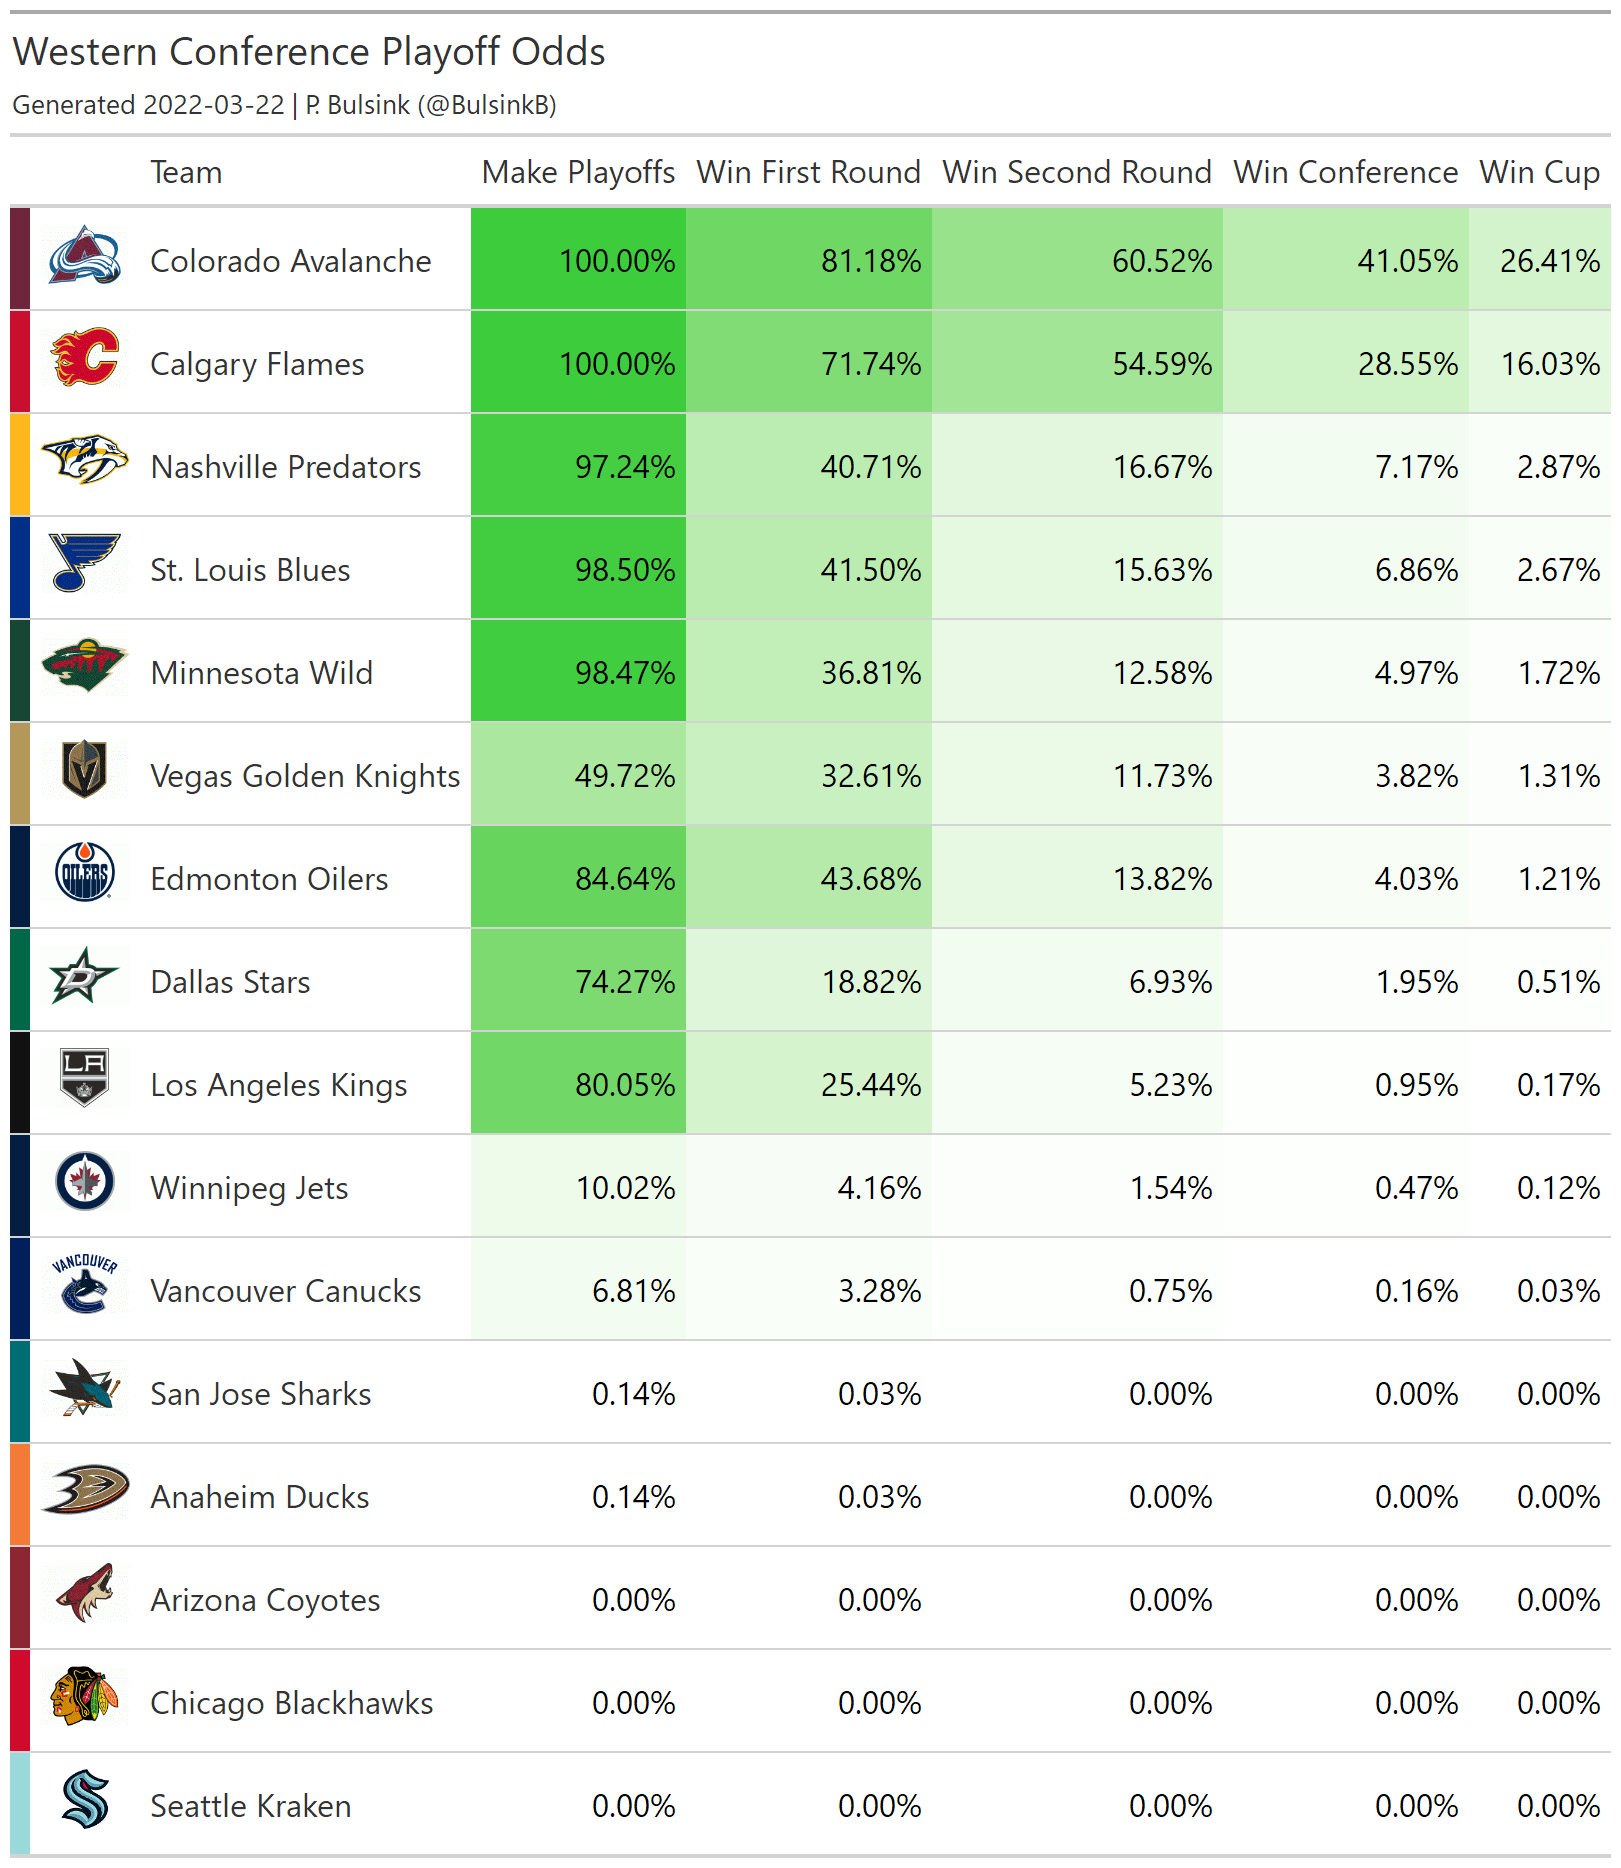 Western Conference Playoff Odds
Generated 2022-03-22 | P. Bulsink (@BulsinkB)
Team Make Playoffs Win First Round Win Second Round Win Conference Win Cup
Colorado Avalanche 100.00% 81.18% 60.52% 41.05% 26.41%
Calgary Flames 100.00% 71.74% 54.59% 28.55% 16.03%
Nashville Predators 97.24% 40.71% 16.67% 7.17% 2.87%
St. Louis Blues 98.50% 41.50% 15.63% 6.86% 2.67%
Minnesota Wild 98.47% 36.81% 12.58% 4.97% 1.72%
Vegas Golden Knights 49.72% 32.61% 11.73% 3.82% 1.31%
OILERS Edmonton Oilers 84.64% 43.68% 13.82% 4.03% 1.21%
D Dallas Stars 74.27% 18.82% 6.93% 1.95% 0.51%
LA Los Angeles Kings 80.05% 25.44% 5.23% 0.95% 0.17%
Winnipeg Jets 10.02% 4.16% 1.54% 0.47% 0.12%
VANCOUVER Vancouver Canucks 6.81% 3.28% 0.75% 0.16% 0.03%
San Jose Sharks 0.14% 0.03% 0.00% 0.00% 0.00%
Anaheim Ducks 0.14% 0.03% 0.00% 0.00% 0.00%
Arizona Coyotes 0.00% 0.00% 0.00% 0.00% 0.00%
Chicago Blackhawks 0.00% 0.00% 0.00% 0.00% 0.00%
Seattle Kraken 0.00% 0.00% 0.00% 0.00% 0.00%